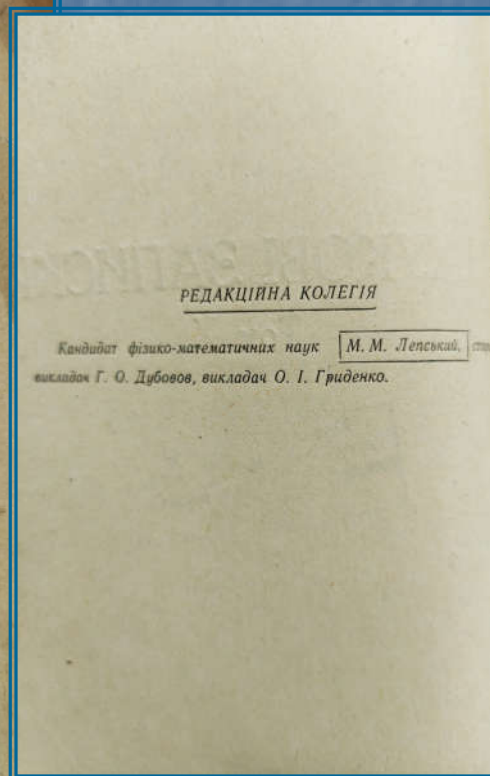 РЕДАКЦІЙНА КОЛЕГІЯ
Кандидат фізико-математичних наук М. М. Лепський,
викладач Г. О. Дубовов, викладач О. І. Гриденко.